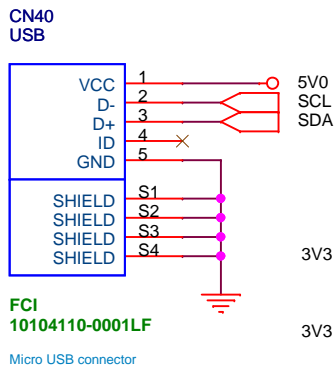 CN40
USB
VCC 1 5V0
D- 2 SCL
D+ 3 SDA
ID 4
GND 5
SHIELD S1
SHIELD S2
SHIELD S3
SHIELD S4
3V3
FCI
10104110-0001LF
3V3
Micro USB connector